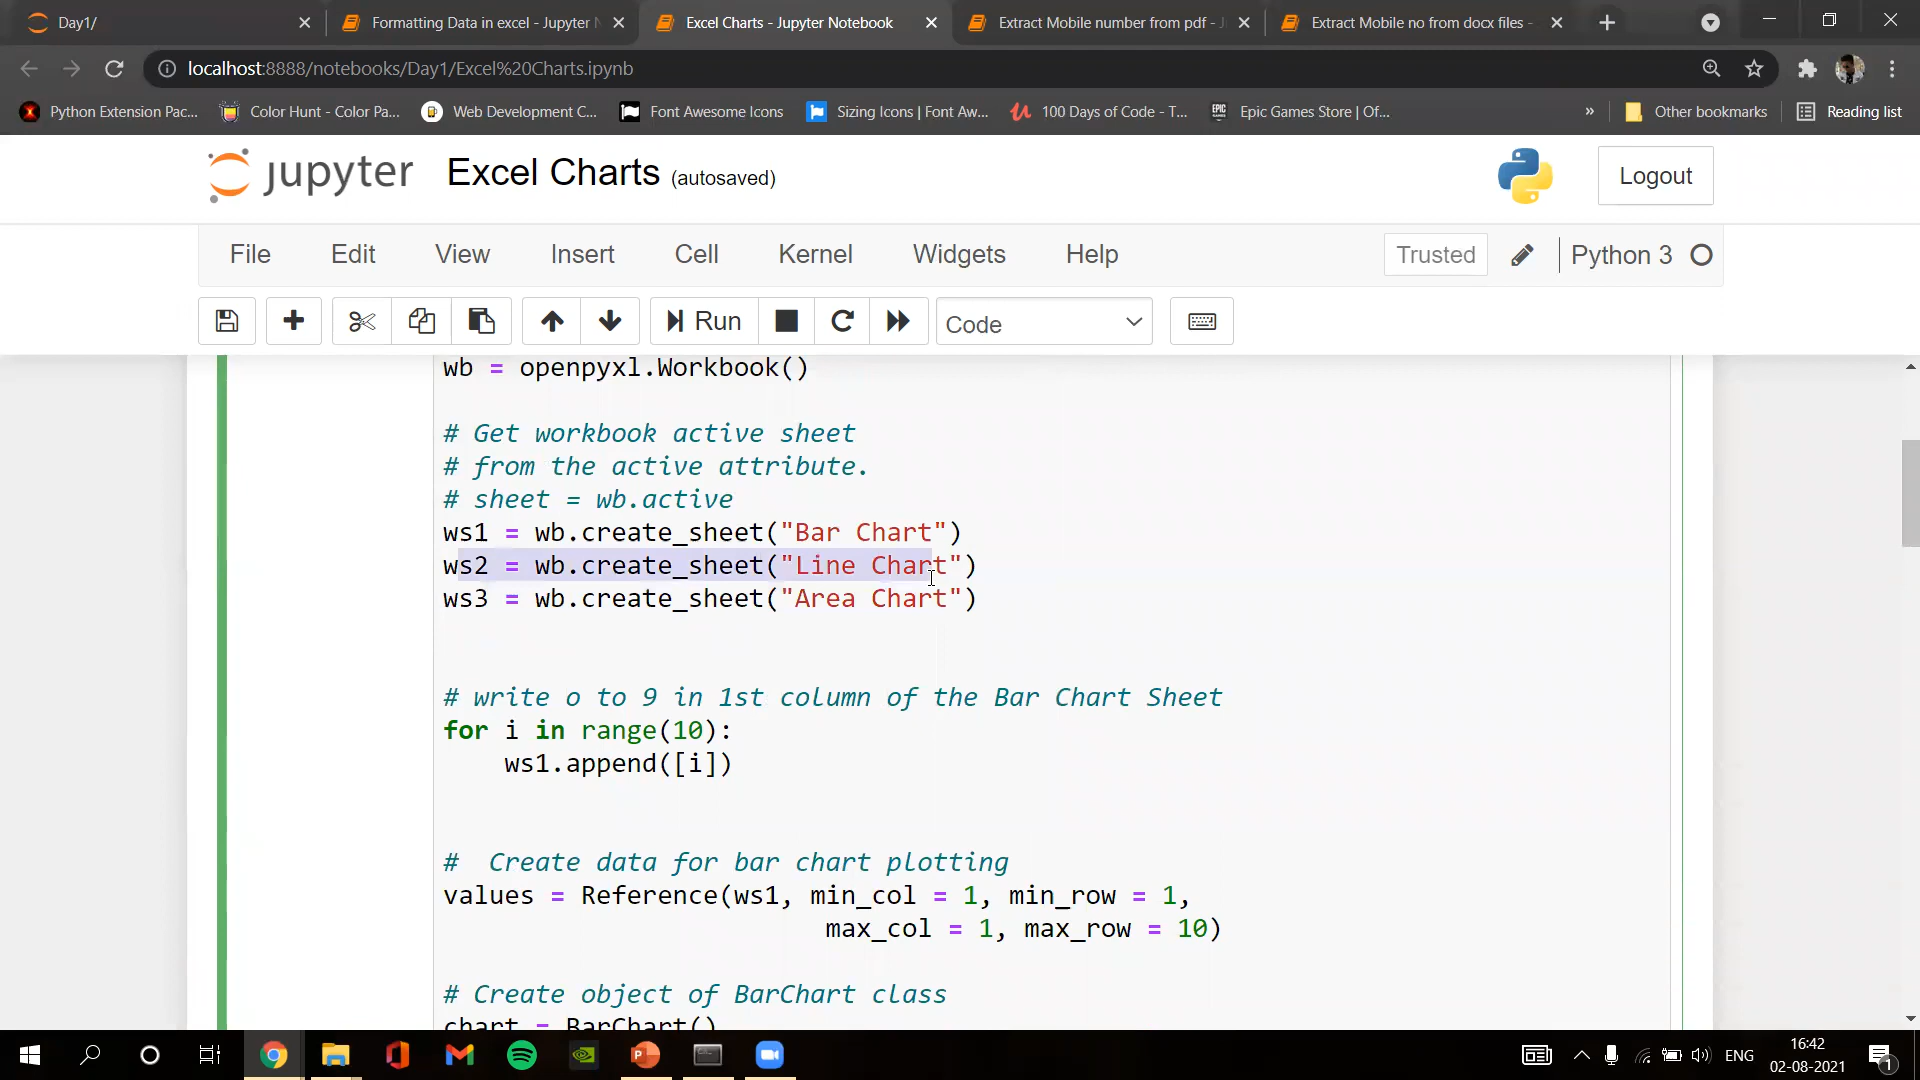 Day1/
Formatting Data in excel - Jupyter N
Excel Charts - Jupyter Notebook
Extract Mobile number from pdf - J
Extract Mobile no from docx files -
localhost:8888/notebooks/Day1/Excel%20Charts.ipynb
Python Extension Pac...
Color Hunt - Color Pa...
Web Development C...
Font Awesome Icons
Sizing Icons | Font Aw...
100 Days of Code - T...
EPIC GAMES
Epic Games Store | Of...
»
Other bookmarks
Reading list
jupyter Excel Charts (autosaved)
Logout
File Edit View Insert Cell Kernel Widgets Help
Trusted
Python 3
Run
Code
wb = openpyxl.Workbook()
# Get workbook active sheet
# from the active attribute.
# sheet = wb.active
ws1 = wb.create_sheet("Bar Chart")
ws2 = wb.create_sheet("Line Chart")
ws3 = wb.create_sheet("Area Chart")
# write o to 9 in 1st column of the Bar Chart Sheet
for i in range(10):
ws1.append([i])
# Create data for bar chart plotting
values = Reference(ws1, min_col = 1, min_row = 1,
max_col = 1, max_row = 10)
# Create object of BarChart class
chart = BarChart()
ENG
16:42
02-08-2021
1